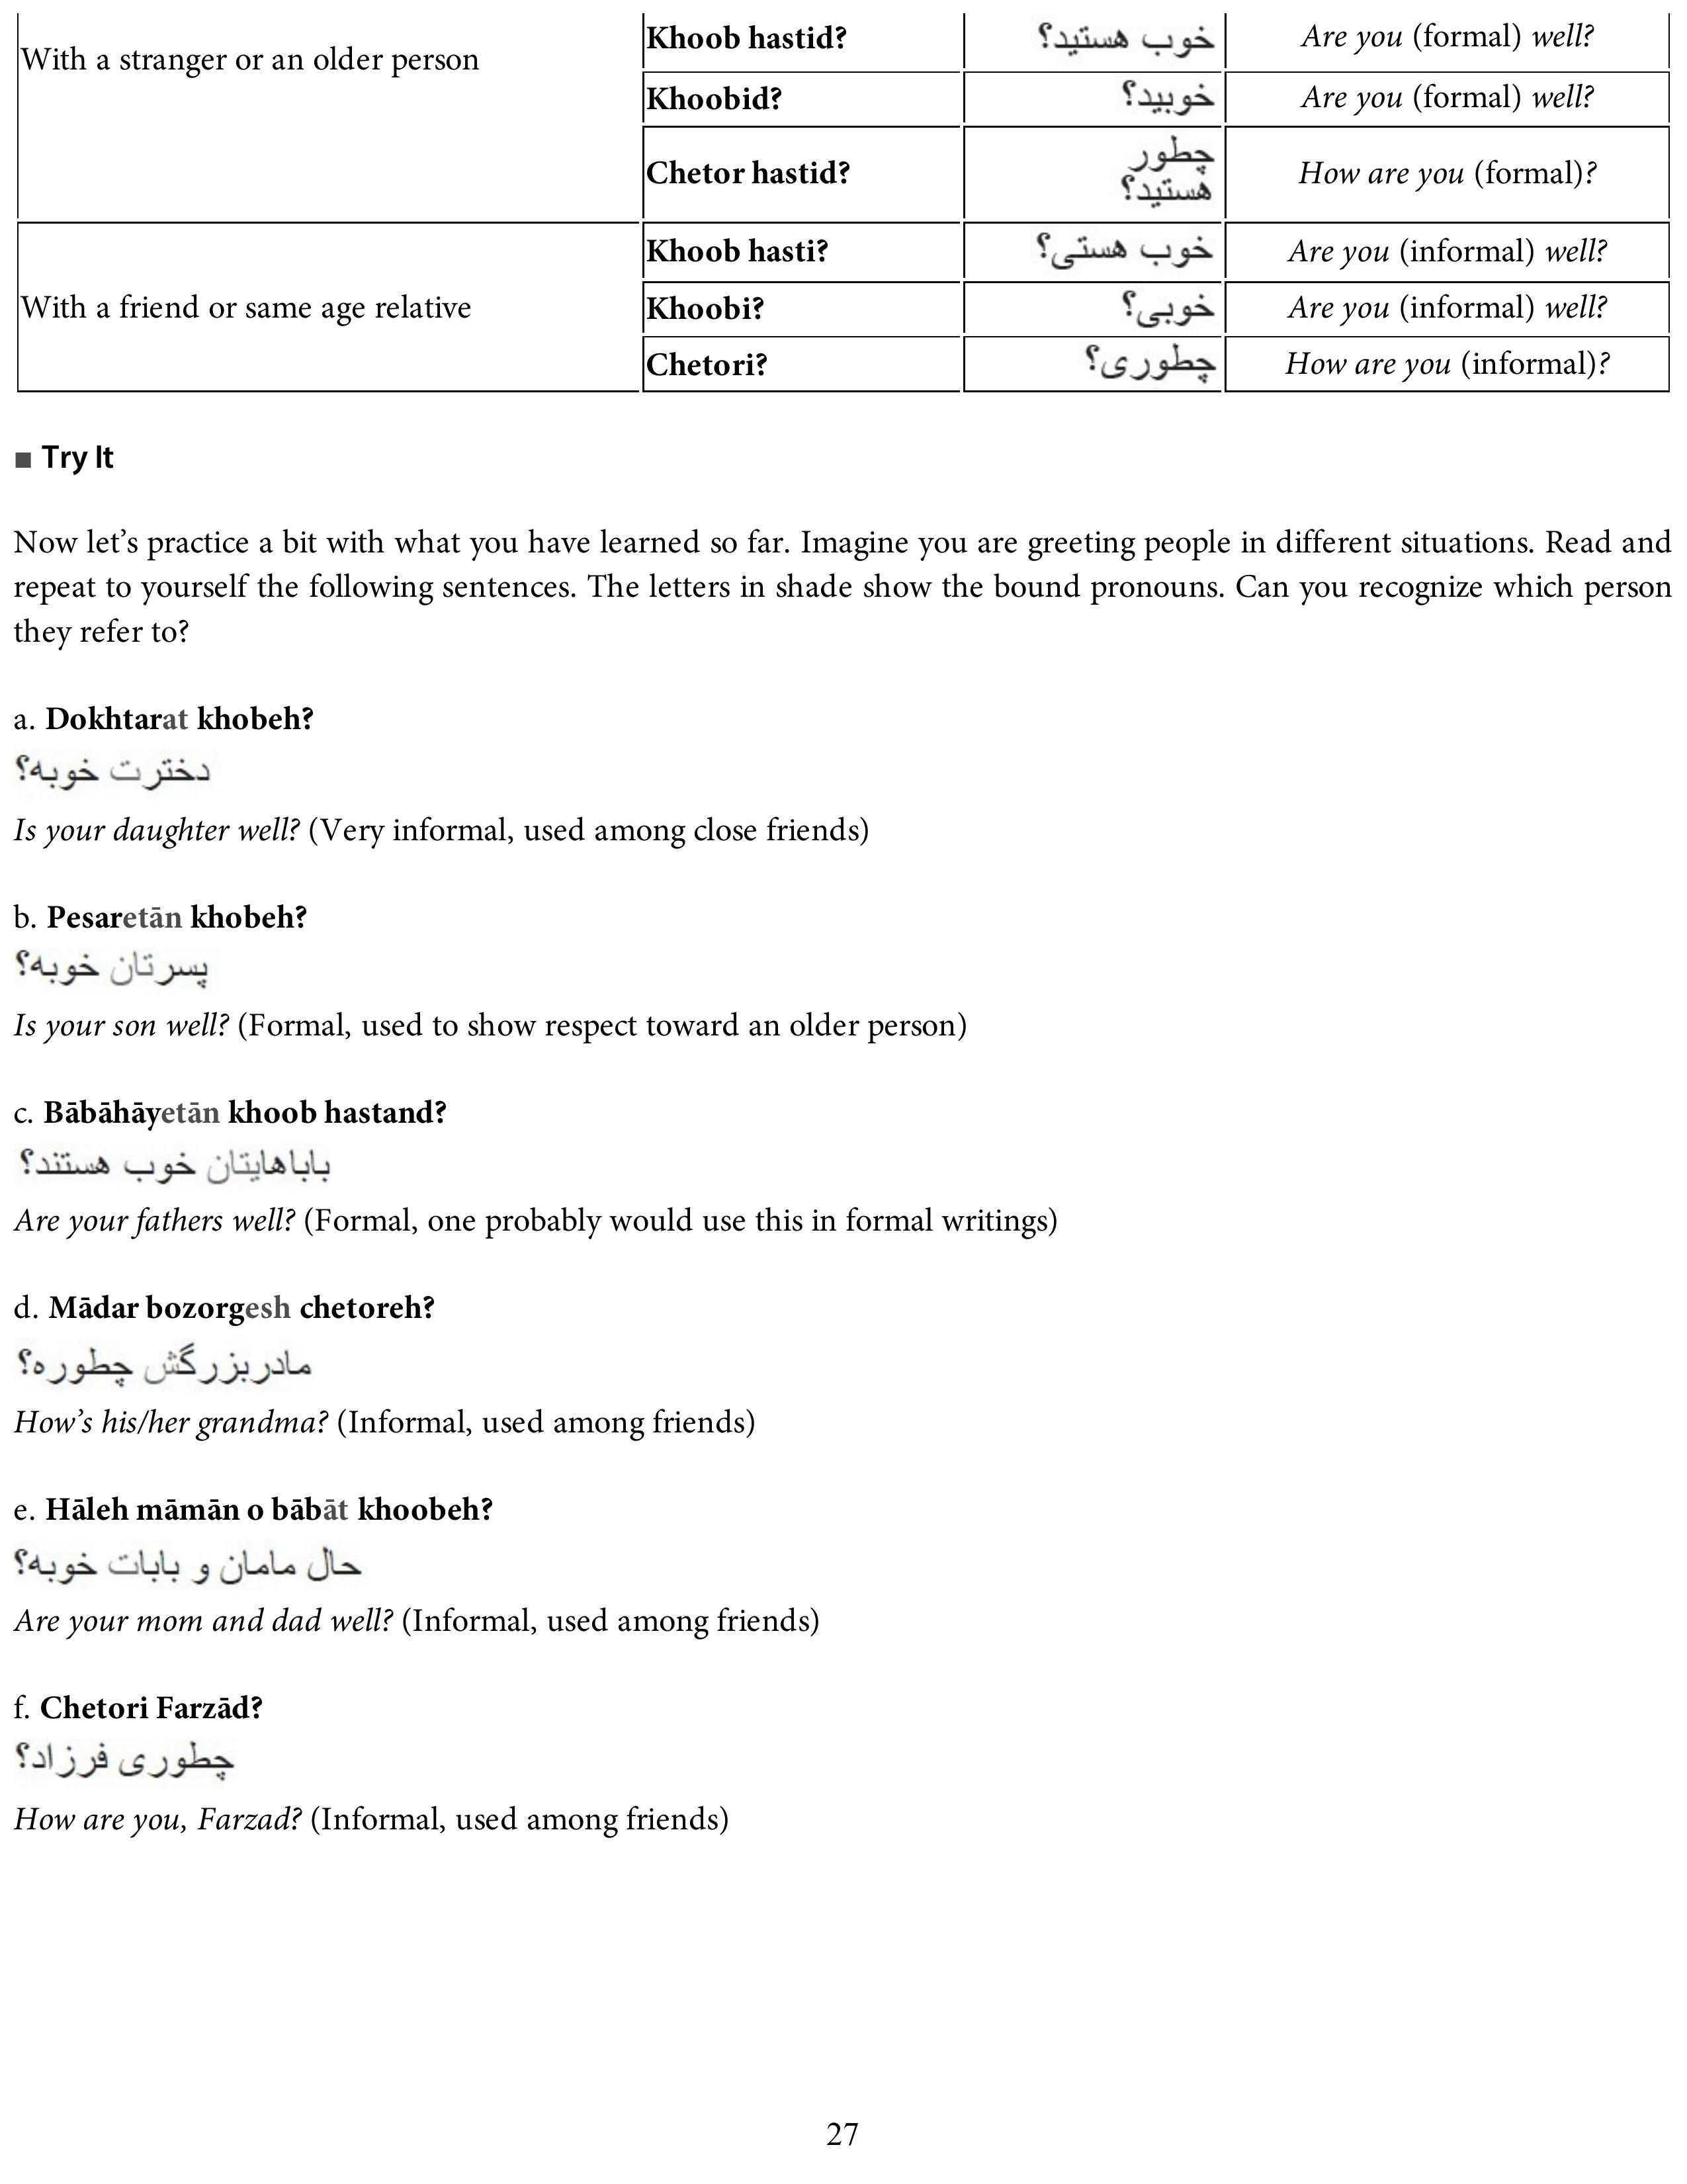 With a stranger or an older person
Khoob hastid? خوب هستید؟ Are you (formal) well?
Khoobid? خوبید؟ Are you (formal) well?
Chetor hastid? چطور هستید؟ How are you (formal)?
With a friend or same age relative
Khoob hasti? خوب هستی؟ Are you (informal) well?
Khoobi? خوبی؟ Are you (informal) well?
Chetori? چطوری؟ How are you (informal)?
■ Try It
Now let’s practice a bit with what you have learned so far. Imagine you are greeting people in different situations. Read and
repeat to yourself the following sentences. The letters in shade show the bound pronouns. Can you recognize which person
they refer to?
a. Dokhtarat khobeh?
دخترت خوبه؟
Is your daughter well? (Very informal, used among close friends)
b. Pesaretān khobeh?
پسرتان خوبه؟
Is your son well? (Formal, used to show respect toward an older person)
c. Bābāhāyetān khoob hastand?
باباهایتان خوب هستند؟
Are your fathers well? (Formal, one probably would use this in formal writings)
d. Mādar bozorgesh chetoreh?
مادربزرگش چطوره؟
How’s his/her grandma? (Informal, used among friends)
e. Hāleh māmān o bābāt khoobeh?
حال مامان و بابات خوبه؟
Are your mom and dad well? (Informal, used among friends)
f. Chetori Farzād?
چطوری فرزاد؟
How are you, Farzad? (Informal, used among friends)
27